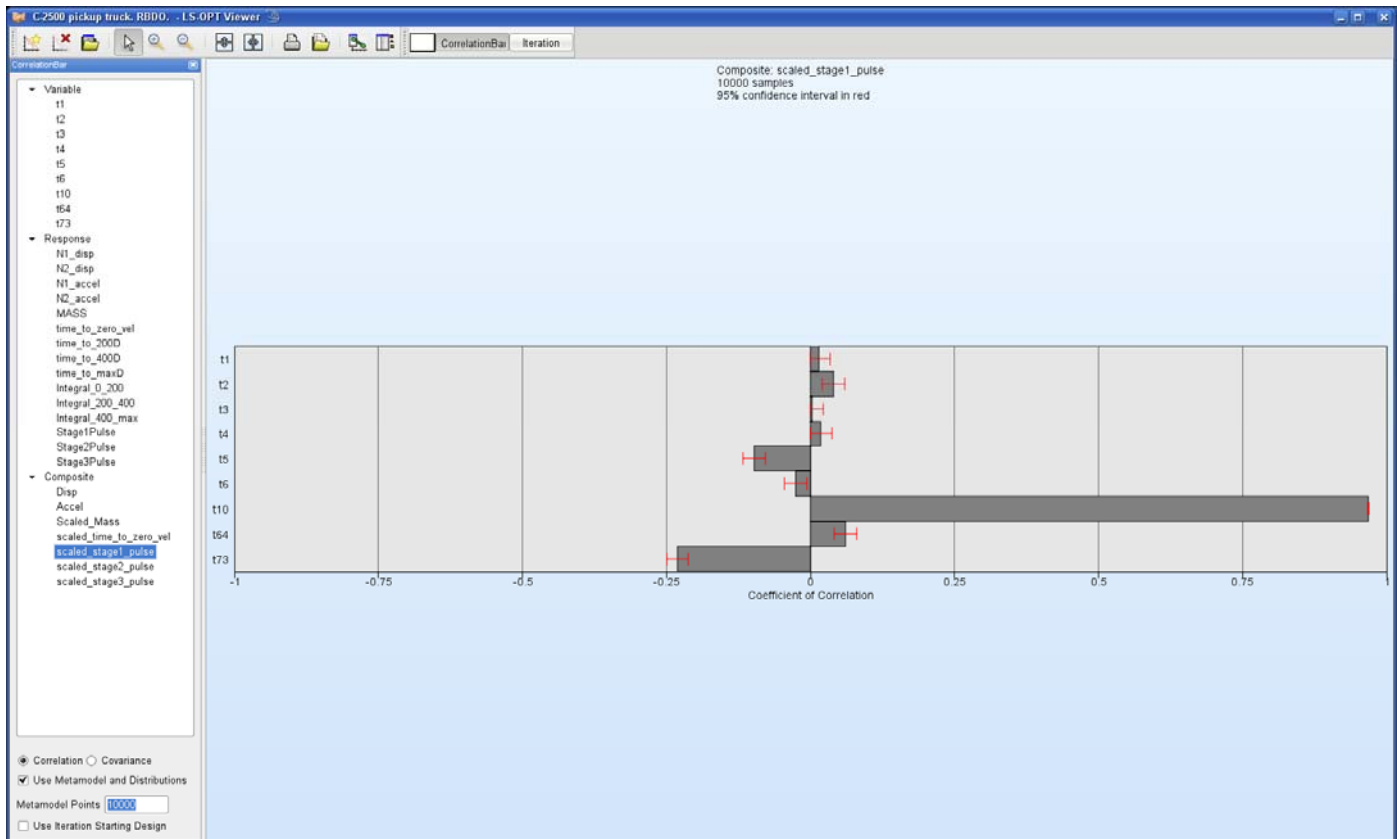 C-2500 pickup truck. RBDO. - LS-OPT Viewer
CorrelationBar Iteration
CorrelationBar
Variable
t1
t2
t3
t4
t5
t6
t10
t64
t73
Response
N1_disp
N2_disp
N1_accel
N2_accel
MASS
time_to_zero_vel
time_to_200D
time_to_400D
time_to_maxD
Integral_0_200
Integral_200_400
Integral_400_max
Stage1Pulse
Stage2Pulse
Stage3Pulse
Composite
Disp
Accel
Scaled_Mass
scaled_time_to_zero_vel
scaled_stage1_pulse
scaled_stage2_pulse
scaled_stage3_pulse
Correlation Covariance
Use Metamodel and Distributions
Metamodel Points 10000
Use Iteration Starting Design
Composite: scaled_stage1_pulse
10000 samples
95% confidence interval in red
t1
t2
t3
t4
t5
t6
t10
t64
t73
-1 -0.75 -0.5 -0.25 0 0.25 0.5 0.75 1
Coefficient of Correlation